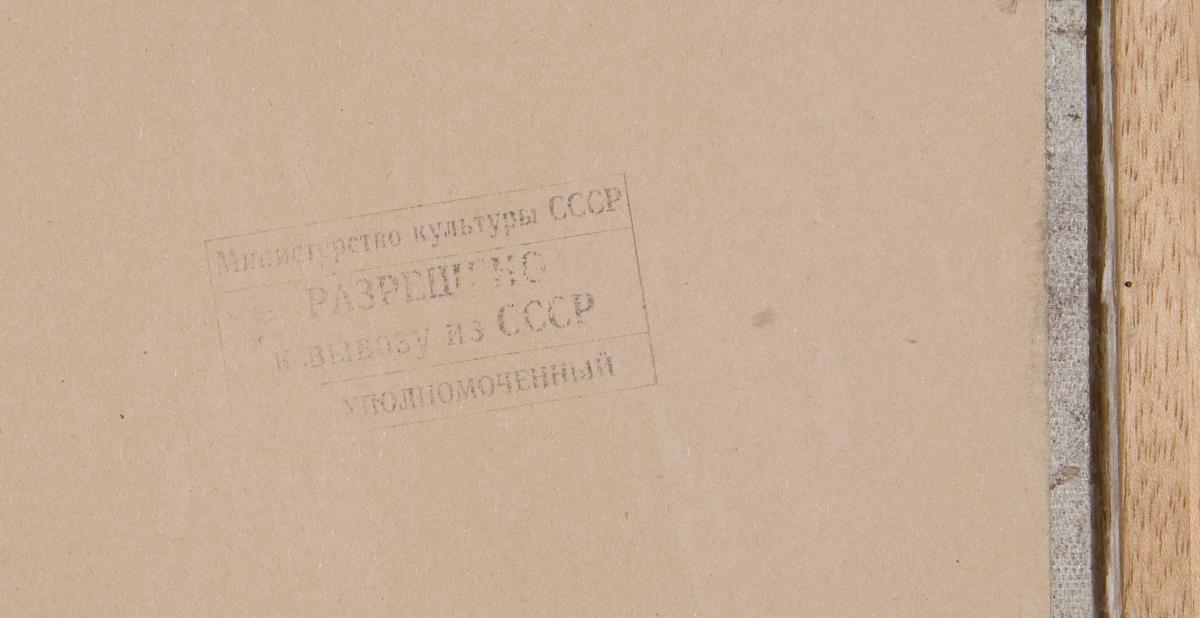 Министерство культуры СССР
РАЗРЕШЕНО
к вывозу из СССР
УПОЛНОМОЧЕННЫЙ